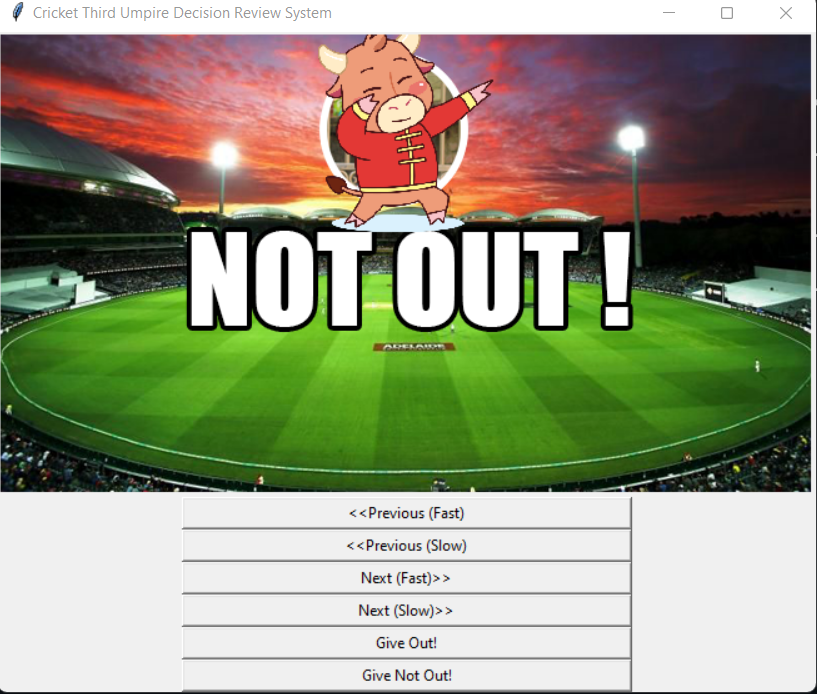 Cricket Third Umpire Decision Review System
NOT OUT !
ADELAIDE
<<Previous (Fast)
<<Previous (Slow)
Next (Fast)>>
Next (Slow)>>
Give Out!
Give Not Out!